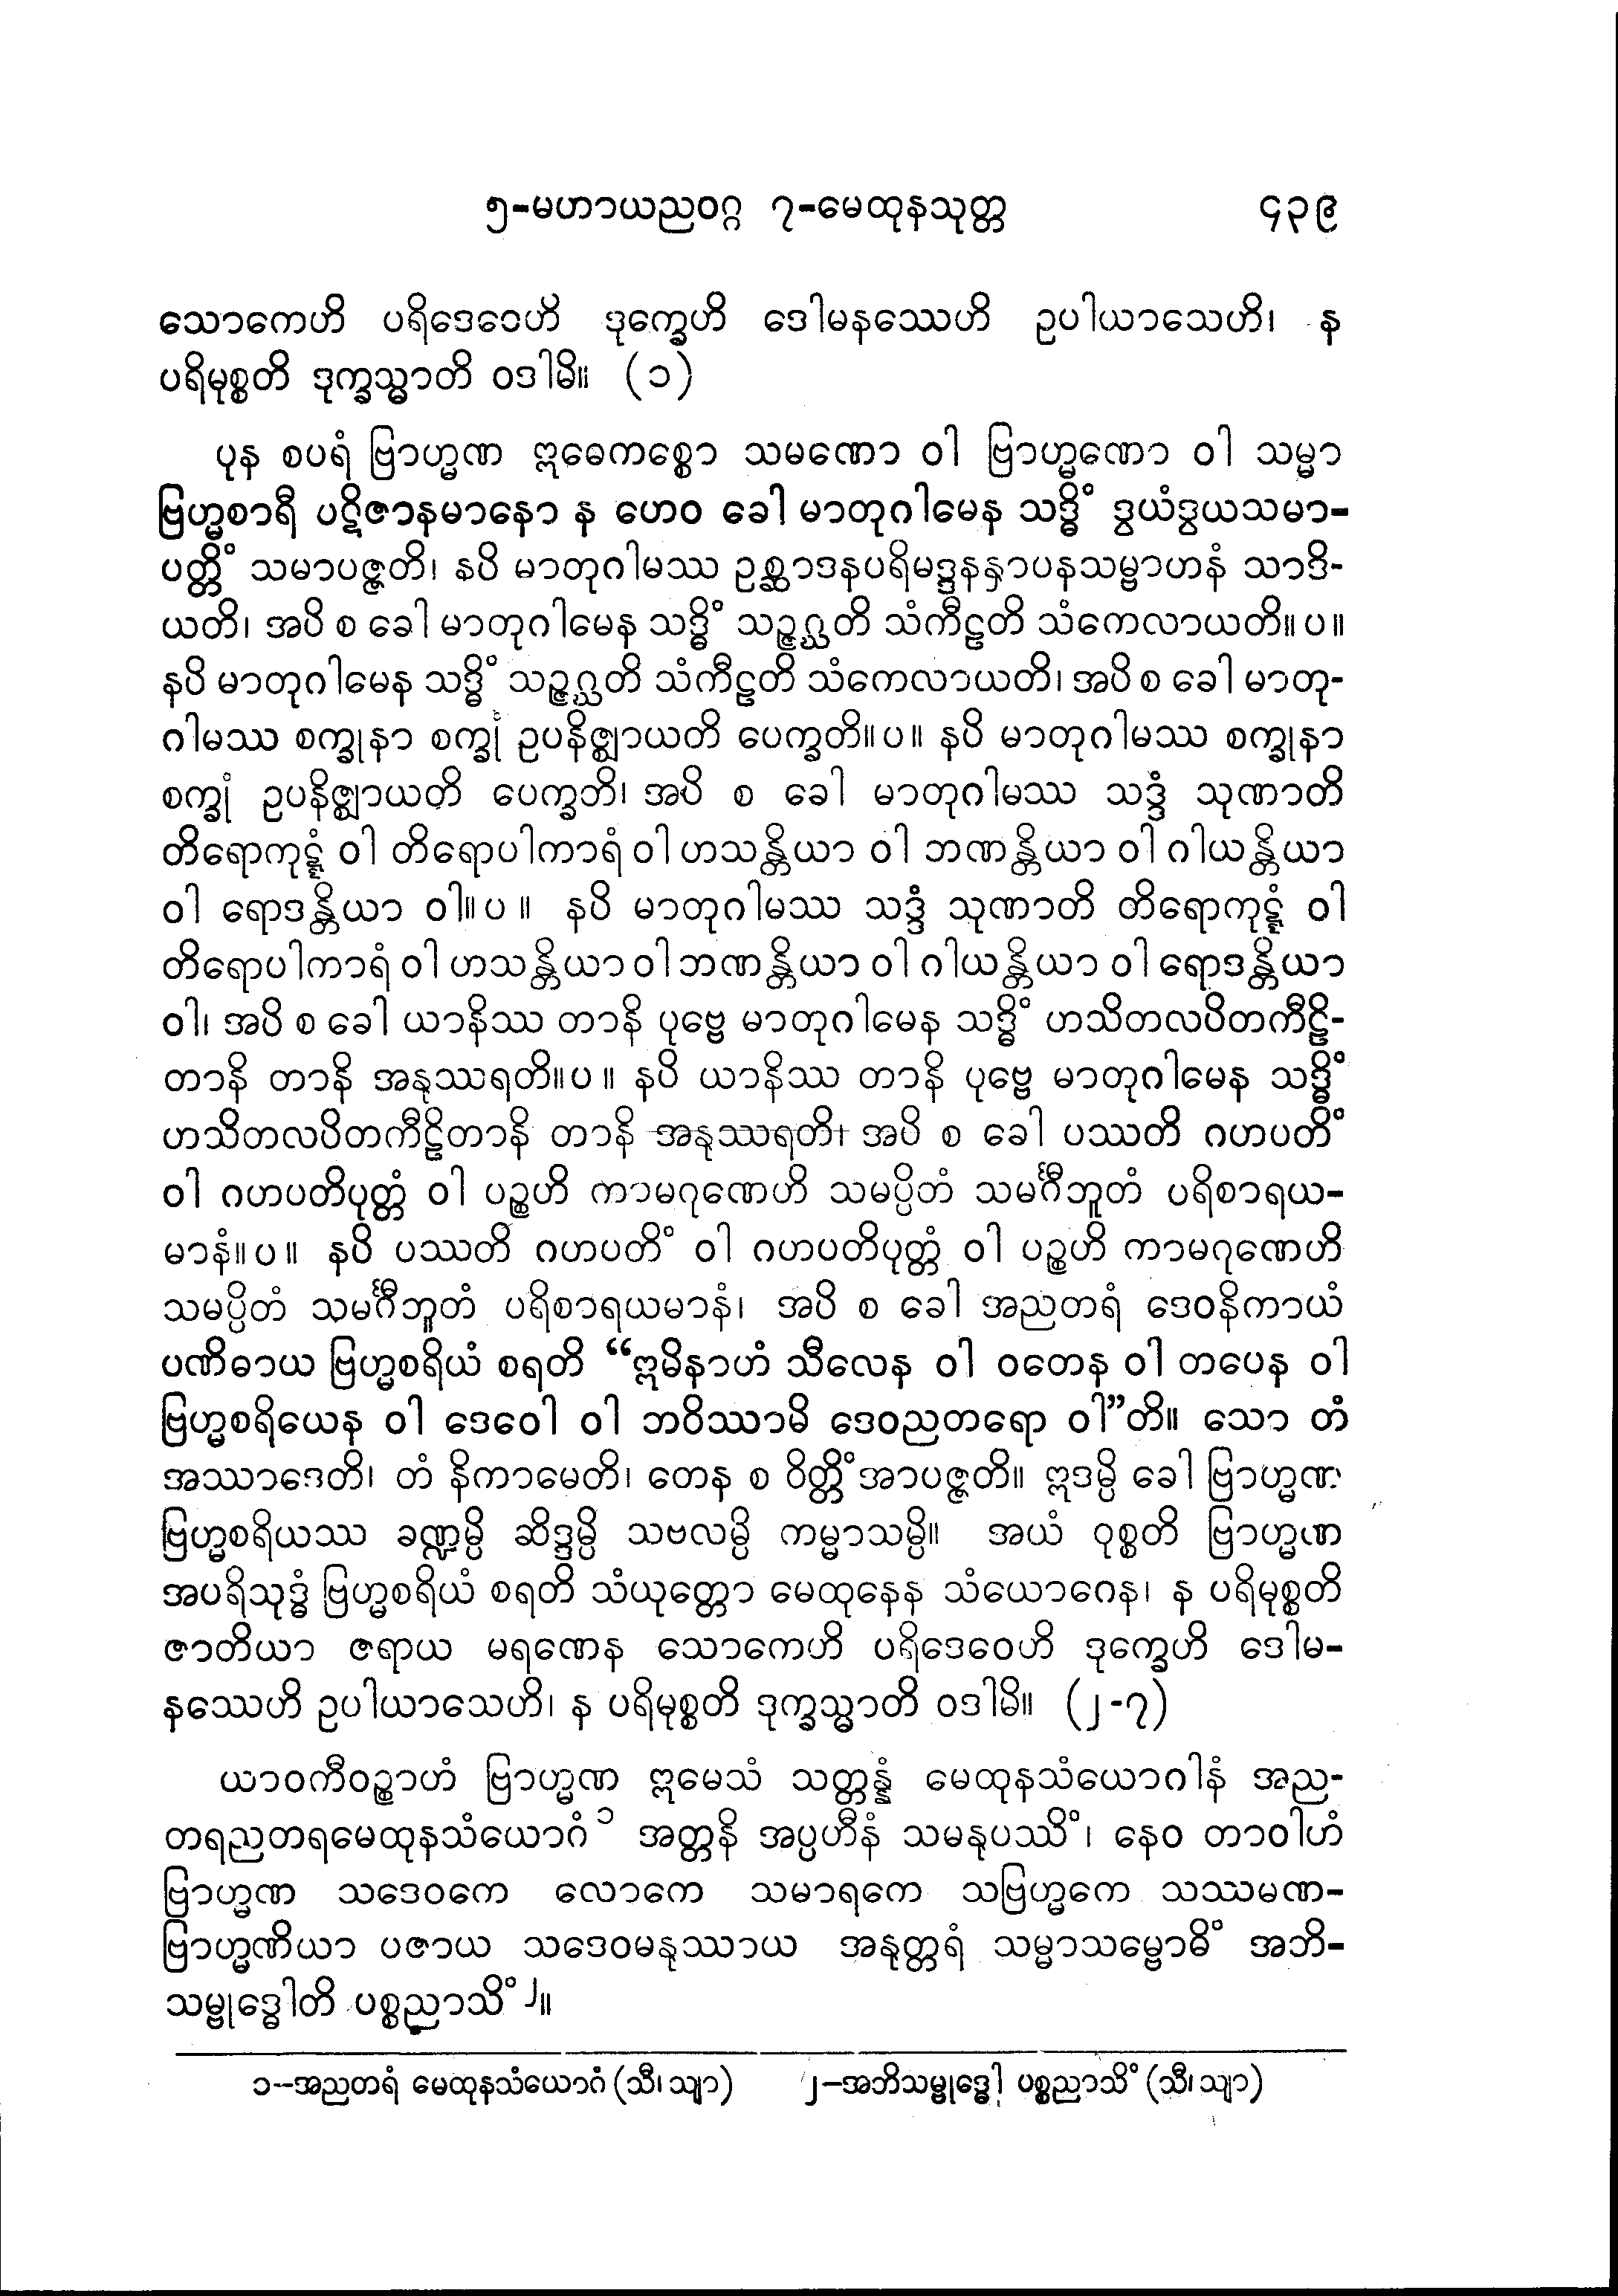 ၅-မဟာယညဝဂ္ဂ ၇-မေထုနသုတ္တ ၄၃၉
သောကေဟိ ပရိဒေဝေဟိ ဒုက္ခေဟိ ဒေါမနဿေဟိ ဥပါယာသေဟိ၊ န
ပရိမုစ္စတိ ဒုက္ခသ္မာတိ ဝဒါမိ။ (၁)
ပုန စပရံ ဗြာဟ္မဏ ဣဓေကစ္စော သမဏော ဝါ ဗြာဟ္မဏော ဝါ သမ္မာ
ဗြဟ္မစာရီ ပဋိဇာနမာနော န ဟေဝ ခေါ မာတုဂါမေန သဒ္ဓိံ ဒွယံဒွယသမာ-
ပတ္တိံ သမာပဇ္ဇတိ၊ နပိ မာတုဂါမဿ ဥစ္ဆာဒနပရိမဒ္ဒနနှာပနသမ္ဗာဟနံ သာဒိ-
ယတိ၊ အပိ စ ခေါ မာတုဂါမေန သဒ္ဓိံ သဉ္ဇဂ္ဃတိ သံကီဠတိ သံကေလာယတိ။ပ။
နပိ မာတုဂါမေန သဒ္ဓိံ သဉ္ဇဂ္ဃတိ သံကီဠတိ သံကေလာယတိ၊ အပိ စ ခေါ မာတု-
ဂါမဿ စက္ခုနာ စက္ခုံ ဥပနိဇ္ဈာယတိ ပေက္ခတိ။ပ။ နပိ မာတုဂါမဿ စက္ခုနာ
စက္ခုံ ဥပနိဇ္ဈာယတိ ပေက္ခတိ၊ အပိ စ ခေါ မာတုဂါမဿ သဒ္ဒံ သုဏာတိ
တိရောကုဋ္ဋံ ဝါ တိရောပါကာရံ ဝါ ဟသန္တိယာ ဝါ ဘဏန္တိယာ ဝါ ဂါယန္တိယာ
ဝါ ရောဒန္တိယာ ဝါ။ပ။ နပိ မာတုဂါမဿ သဒ္ဒံ သုဏာတိ တိရောကုဋ္ဋံ ဝါ
တိရောပါကာရံ ဝါ ဟသန္တိယာ ဝါ ဘဏန္တိယာ ဝါ ဂါယန္တိယာ ဝါ ရောဒန္တိယာ
ဝါ၊ အပိ စ ခေါ ယာနိဿ တာနိ ပုဗ္ဗေ မာတုဂါမေန သဒ္ဓိံ ဟသိတလပိတကီဠိ-
တာနိ တာနိ အနုဿရတိ။ပ။ နပိ ယာနိဿ တာနိ ပုဗ္ဗေ မာတုဂါမေန သဒ္ဓိံ
ဟသိတလပိတကီဠိတာနိ တာနိ အနုဿရတိ၊ အပိ စ ခေါ ပဿတိ ဂဟပတိံ
ဝါ ဂဟပတိပုတ္တံ ဝါ ပဉ္စဟိ ကာမဂုဏေဟိ သမပ္ပိတံ သမင်္ဂီဘူတံ ပရိစာရယ-
မာနံ။ပ။ နပိ ပဿတိ ဂဟပတိံ ဝါ ဂဟပတိပုတ္တံ ဝါ ပဉ္စဟိ ကာမဂုဏေဟိ
သမပ္ပိတံ သမင်္ဂီဘူတံ ပရိစာရယမာနံ၊ အပိ စ ခေါ အညတရံ ဒေဝနိကာယံ
ပဏိဓာယ ဗြဟ္မစရိယံ စရတိ “ဣမိနာဟံ သီလေန ဝါ ဝတေန ဝါ တပေန ဝါ
ဗြဟ္မစရိယေန ဝါ ဒေဝေါ ဝါ ဘဝိဿာမိ ဒေဝညတရော ဝါ”တိ။ သော တံ
အဿာဒေတိ၊ တံ နိကာမေတိ၊ တေန စ ဝိတ္တိံ အာပဇ္ဇတိ။ ဣဒမ္ပိ ခေါ ဗြာဟ္မဏ
ဗြဟ္မစရိယဿ ခဏ္ဍမ္ပိ ဆိဒ္ဒမ္ပိ သဗလမ္ပိ ကမ္မာသမ္ပိ။ အယံ ဝုစ္စတိ ဗြာဟ္မဏ
အပရိသုဒ္ဓံ ဗြဟ္မစရိယံ စရတိ သံယုတ္တော မေထုနေန သံယောဂေန၊ န ပရိမုစ္စတိ
ဇာတိယာ ဇရာယ မရဏေန သောကေဟိ ပရိဒေဝေဟိ ဒုက္ခေဟိ ဒေါမ-
နဿေဟိ ဥပါယာသေဟိ၊ န ပရိမုစ္စတိ ဒုက္ခသ္မာတိ ဝဒါမိ။ (၂-၇)
ယာဝကီဝဉ္စာဟံ ဗြာဟ္မဏ ဣမေသံ သတ္တန္နံ မေထုနသံယောဂါနံ အည-
တရညတရမေထုနသံယောဂံ၁ အတ္တနိ အပ္ပဟီနံ သမနုပဿိံ၊ နေဝ တာဝါဟံ
ဗြာဟ္မဏ သဒေဝကေ လောကေ သမာရကေ သဗြဟ္မကေ သဿမဏ-
ဗြာဟ္မဏိယာ ပဇာယ သဒေဝမနုဿာယ အနုတ္တရံ သမ္မာသမ္ဗောဓိံ အဘိ-
သမ္ဗုဒ္ဓေါတိ ပစ္စညာသိံ၂။
၁--အညတရံ မေထုနသံယောဂံ (သီ၊ သျာ) ၂-အဘိသမ္ဗုဒ္ဓေါ ပစ္စညာသိံ (သီ၊ သျာ)